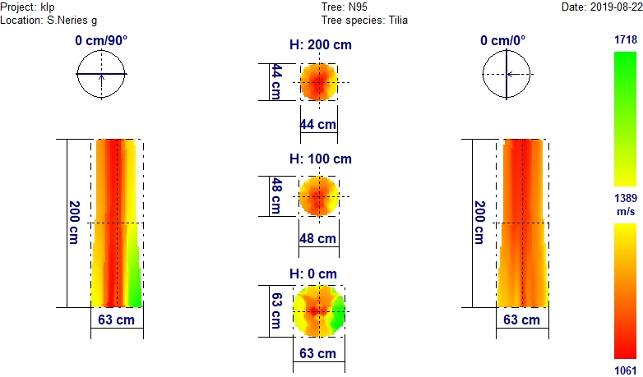 Project: klp
Tree: N95
Date: 2019-08-22
Location: S.Neries g
Tree species: Tilia
0 cm/90°
H: 200 cm
0 cm/0°
1718
44 cm
44 cm
H: 100 cm
48 cm
48 cm
200 cm
200 cm
1389
m/s
H: 0 cm
63 cm
63 cm
63 cm
63 cm
1061